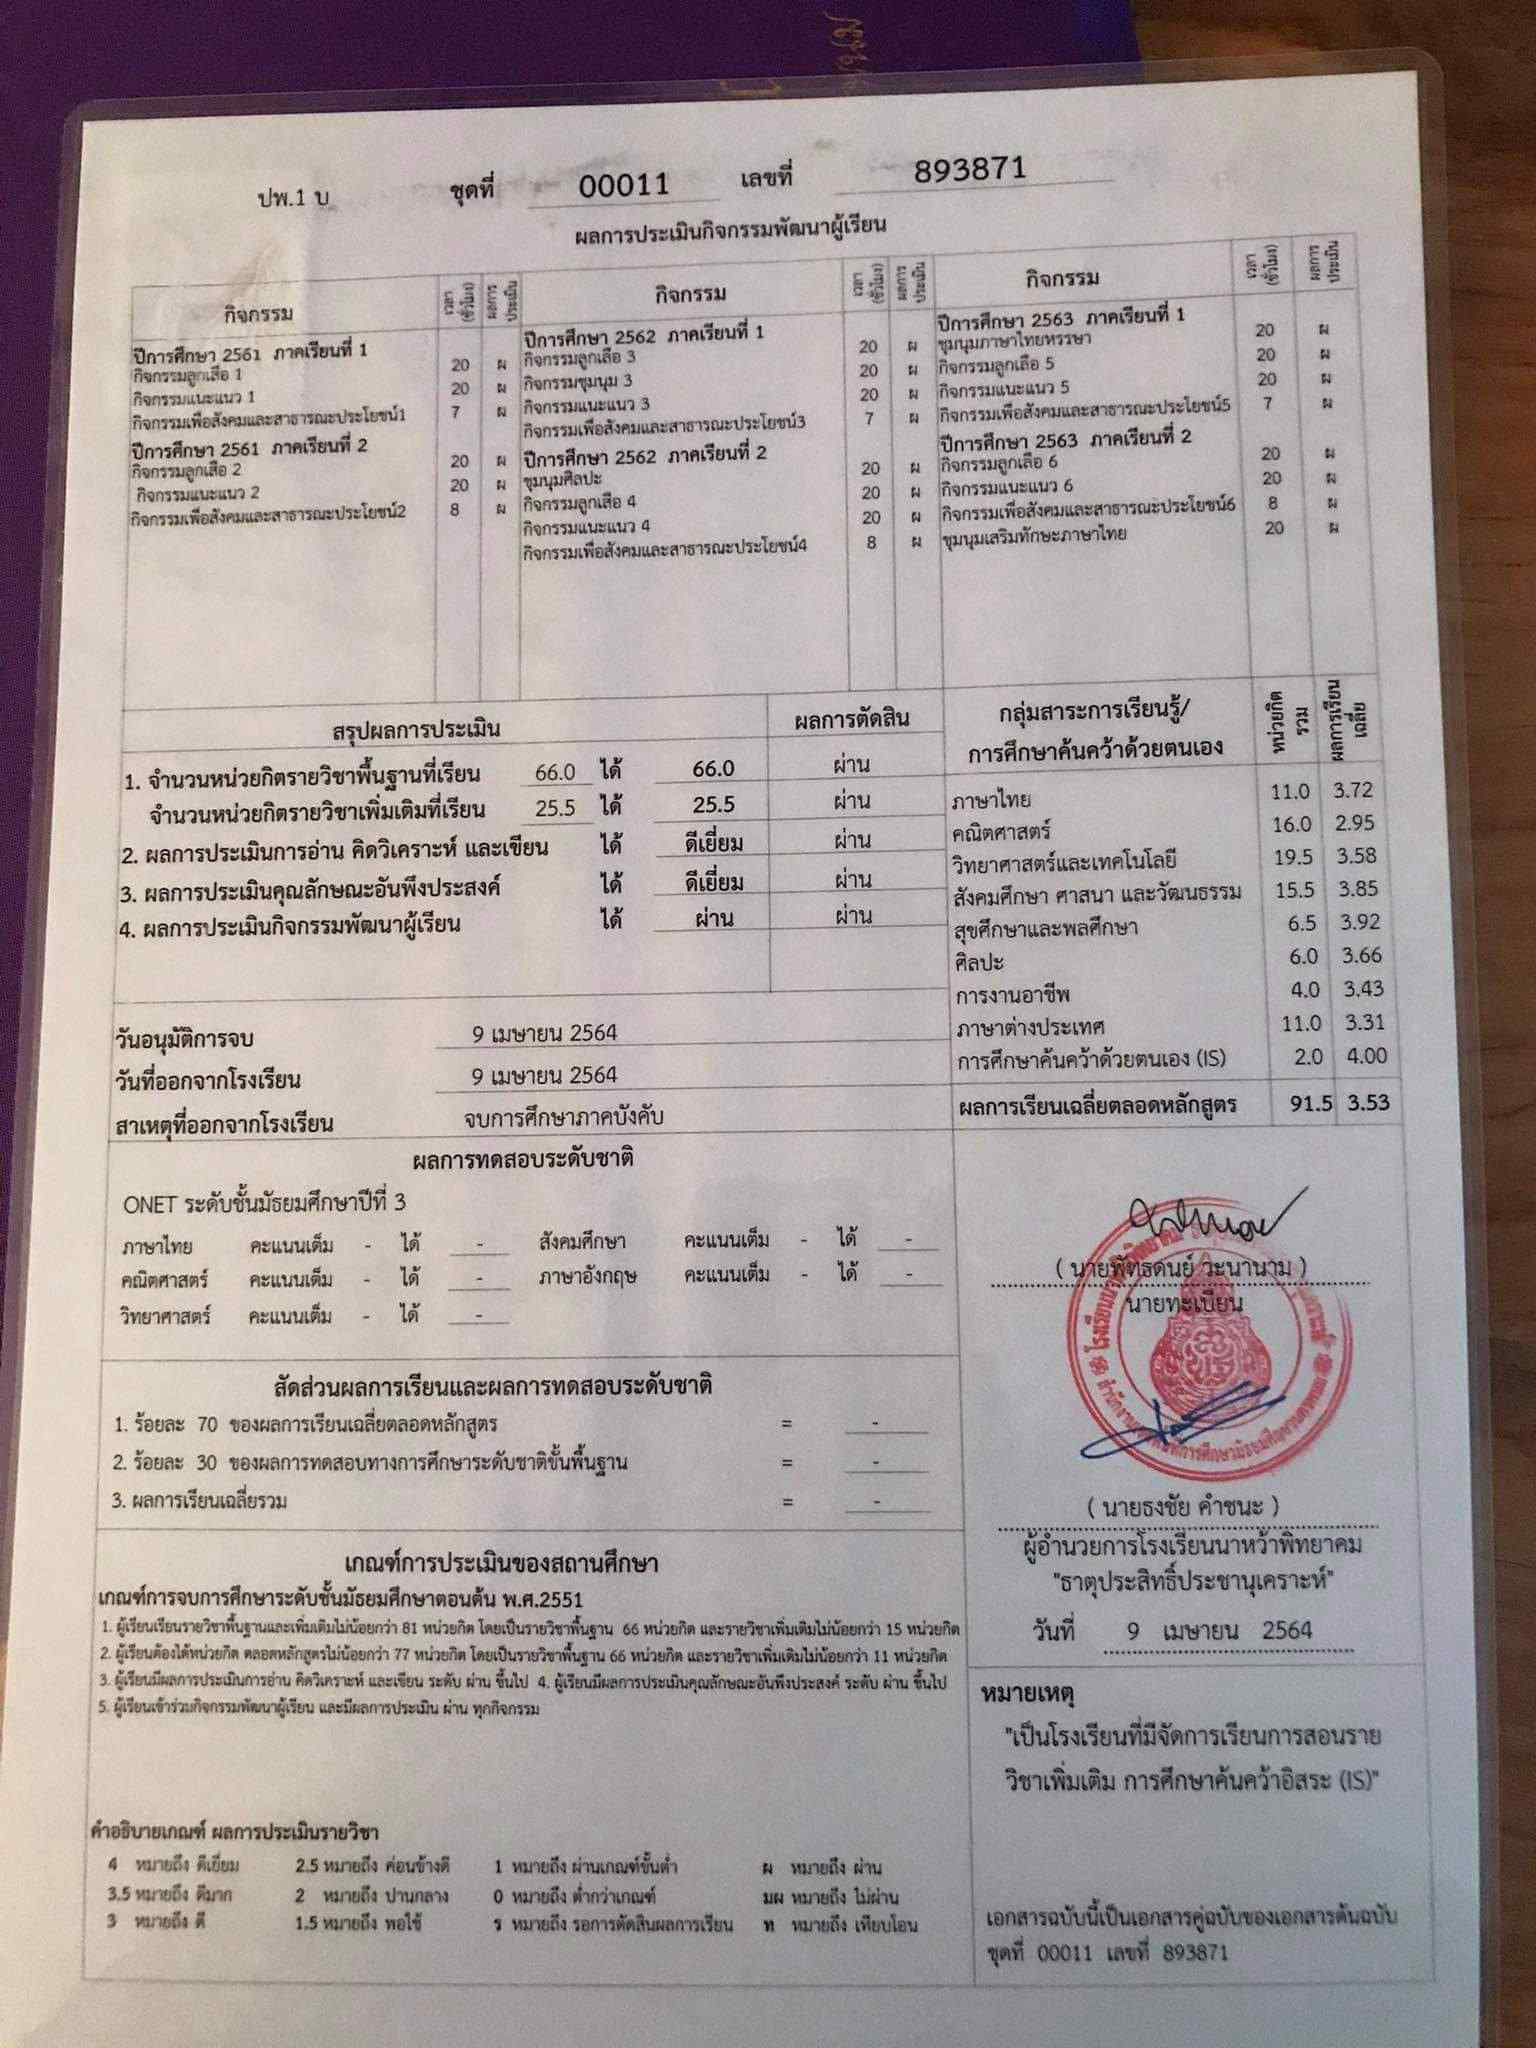 ปพ.1 บ ชุดที่ 00011 เลขที่ 893871
ผลการประเมินกิจกรรมพัฒนาผู้เรียน
กิจกรรม เวลา (ชั่วโมง) ผลการประเมิน
ปีการศึกษา 2561 ภาคเรียนที่ 1
กิจกรรมลูกเสือ 1 20 ผ
กิจกรรมแนะแนว 1 20 ผ
กิจกรรมเพื่อสังคมและสาธารณะประโยชน์1 7 ผ
ปีการศึกษา 2561 ภาคเรียนที่ 2
กิจกรรมลูกเสือ 2 20 ผ
กิจกรรมแนะแนว 2 20 ผ
กิจกรรมเพื่อสังคมและสาธารณะประโยชน์2 8 ผ
กิจกรรม เวลา (ชั่วโมง) ผลการประเมิน
ปีการศึกษา 2562 ภาคเรียนที่ 1
กิจกรรมลูกเสือ 3 20 ผ
กิจกรรมชุมนุม 3 20 ผ
กิจกรรมแนะแนว 3 20 ผ
กิจกรรมเพื่อสังคมและสาธารณะประโยชน์3 7 ผ
ปีการศึกษา 2562 ภาคเรียนที่ 2
ชุมนุมศิลปะ 20 ผ
กิจกรรมลูกเสือ 4 20 ผ
กิจกรรมแนะแนว 4 20 ผ
กิจกรรมเพื่อสังคมและสาธารณะประโยชน์4 8 ผ
กิจกรรม เวลา (ชั่วโมง) ผลการประเมิน
ปีการศึกษา 2563 ภาคเรียนที่ 1
ชุมนุมภาษาไทยหรรษา 20 ผ
กิจกรรมลูกเสือ 5 20 ผ
กิจกรรมแนะแนว 5 20 ผ
กิจกรรมเพื่อสังคมและสาธารณะประโยชน์5 7 ผ
ปีการศึกษา 2563 ภาคเรียนที่ 2
กิจกรรมลูกเสือ 6 20 ผ
กิจกรรมแนะแนว 6 20 ผ
กิจกรรมเพื่อสังคมและสาธารณะประโยชน์6 8 ผ
ชุมนุมเสริมทักษะภาษาไทย 20 ผ
สรุปผลการประเมิน ผลการตัดสิน
1. จำนวนหน่วยกิตรายวิชาพื้นฐานที่เรียน 66.0 ได้ 66.0 ผ่าน
จำนวนหน่วยกิตรายวิชาเพิ่มเติมที่เรียน 25.5 ได้ 25.5 ผ่าน
2. ผลการประเมินการอ่าน คิดวิเคราะห์ และเขียน ได้ ดีเยี่ยม ผ่าน
3. ผลการประเมินคุณลักษณะอันพึงประสงค์ ได้ ดีเยี่ยม ผ่าน
4. ผลการประเมินกิจกรรมพัฒนาผู้เรียน ได้ ผ่าน ผ่าน
กลุ่มสาระการเรียนรู้/ การศึกษาค้นคว้าด้วยตนเอง หน่วยกิตรวม ผลการเรียนเฉลี่ย
ภาษาไทย 11.0 3.72
คณิตศาสตร์ 16.0 2.95
วิทยาศาสตร์และเทคโนโลยี 19.5 3.58
สังคมศึกษา ศาสนา และวัฒนธรรม 15.5 3.85
สุขศึกษาและพลศึกษา 6.5 3.92
ศิลปะ 6.0 3.66
การงานอาชีพ 4.0 3.43
ภาษาต่างประเทศ 11.0 3.31
การศึกษาค้นคว้าด้วยตนเอง (IS) 2.0 4.00
ผลการเรียนเฉลี่ยตลอดหลักสูตร 91.5 3.53
วันอนุมัติการจบ 9 เมษายน 2564
วันที่ออกจากโรงเรียน 9 เมษายน 2564
สาเหตุที่ออกจากโรงเรียน จบการศึกษาภาคบังคับ
ผลการทดสอบระดับชาติ
ONET ระดับชั้นมัธยมศึกษาปีที่ 3
ภาษาไทย คะแนนเต็ม - ได้ - สังคมศึกษา คะแนนเต็ม - ได้ -
คณิตศาสตร์ คะแนนเต็ม - ได้ - ภาษาอังกฤษ คะแนนเต็ม - ได้ -
วิทยาศาสตร์ คะแนนเต็ม - ได้ -
สัดส่วนผลการเรียนและผลการทดสอบระดับชาติ
1. ร้อยละ 70 ของผลการเรียนเฉลี่ยตลอดหลักสูตร = -
2. ร้อยละ 30 ของผลการทดสอบทางการศึกษาระดับชาติขั้นพื้นฐาน = -
3. ผลการเรียนเฉลี่ยรวม = -
เกณฑ์การประเมินของสถานศึกษา
เกณฑ์การจบการศึกษาระดับชั้นมัธยมศึกษาตอนต้น พ.ศ.2551
1. ผู้เรียนเรียนรายวิชาพื้นฐานและเพิ่มเติมไม่น้อยกว่า 81 หน่วยกิต โดยเป็นรายวิชาพื้นฐาน 66 หน่วยกิต และรายวิชาเพิ่มเติมไม่น้อยกว่า 15 หน่วยกิต
2. ผู้เรียนต้องได้หน่วยกิต ตลอดหลักสูตรไม่น้อยกว่า 77 หน่วยกิต โดยเป็นรายวิชาพื้นฐาน 66 หน่วยกิต และรายวิชาเพิ่มเติมไม่น้อยกว่า 11 หน่วยกิต
3. ผู้เรียนมีผลการประเมินการอ่าน คิดวิเคราะห์ และเขียน ระดับ ผ่าน ขึ้นไป 4. ผู้เรียนมีผลการประเมินคุณลักษณะอันพึงประสงค์ ระดับ ผ่าน ขึ้นไป
5. ผู้เรียนเข้าร่วมกิจกรรมพัฒนาผู้เรียน และมีผลการประเมิน ผ่าน ทุกกิจกรรม
คำอธิบายเกณฑ์ ผลการประเมินรายวิชา
4 หมายถึง ดีเยี่ยม 2.5 หมายถึง ค่อนข้างดี 1 หมายถึง ผ่านเกณฑ์ขั้นต่ำ ผ หมายถึง ผ่าน
3.5 หมายถึง ดีมาก 2 หมายถึง ปานกลาง 0 หมายถึง ต่ำกว่าเกณฑ์ มผ หมายถึง ไม่ผ่าน
3 หมายถึง ดี 1.5 หมายถึง พอใช้ ร หมายถึง รอการตัดสินผลการเรียน ท หมายถึง เทียบโอน
( นายพัทธดนย์ วะนานาม )
นายทะเบียน
( นายธงชัย คำชนะ )
ผู้อำนวยการโรงเรียนนาหว้าพิทยาคม
"ธาตุประสิทธิ์ประชานุเคราะห์"
วันที่ 9 เมษายน 2564
หมายเหตุ
"เป็นโรงเรียนที่มีจัดการเรียนการสอนราย
วิชาเพิ่มเติม การศึกษาค้นคว้าอิสระ (IS)"
เอกสารฉบับนี้เป็นเอกสารคู่ฉบับของเอกสารต้นฉบับ
ชุดที่ 00011 เลขที่ 893871